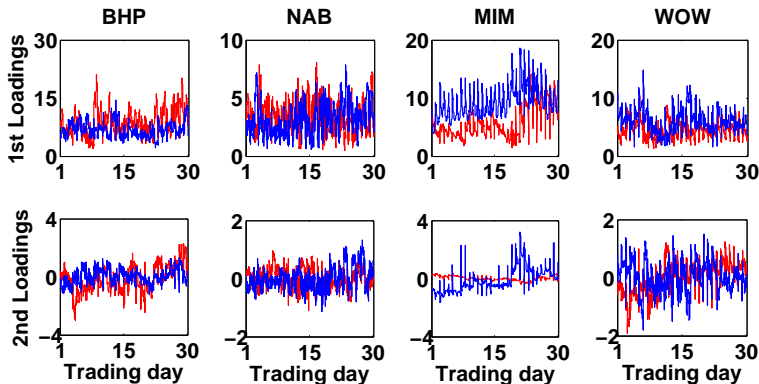 BHP NAB MIM WOW
1st Loadings
30 10 20 20
15 5 10 10
0 0 0 0
1 15 30 1 15 30 1 15 30 1 15 30
2nd Loadings
4 2 4 2
0 0 0 0
−4 −2 −4 −2
1 15 30 1 15 30 1 15 30 1 15 30
Trading day Trading day Trading day Trading day